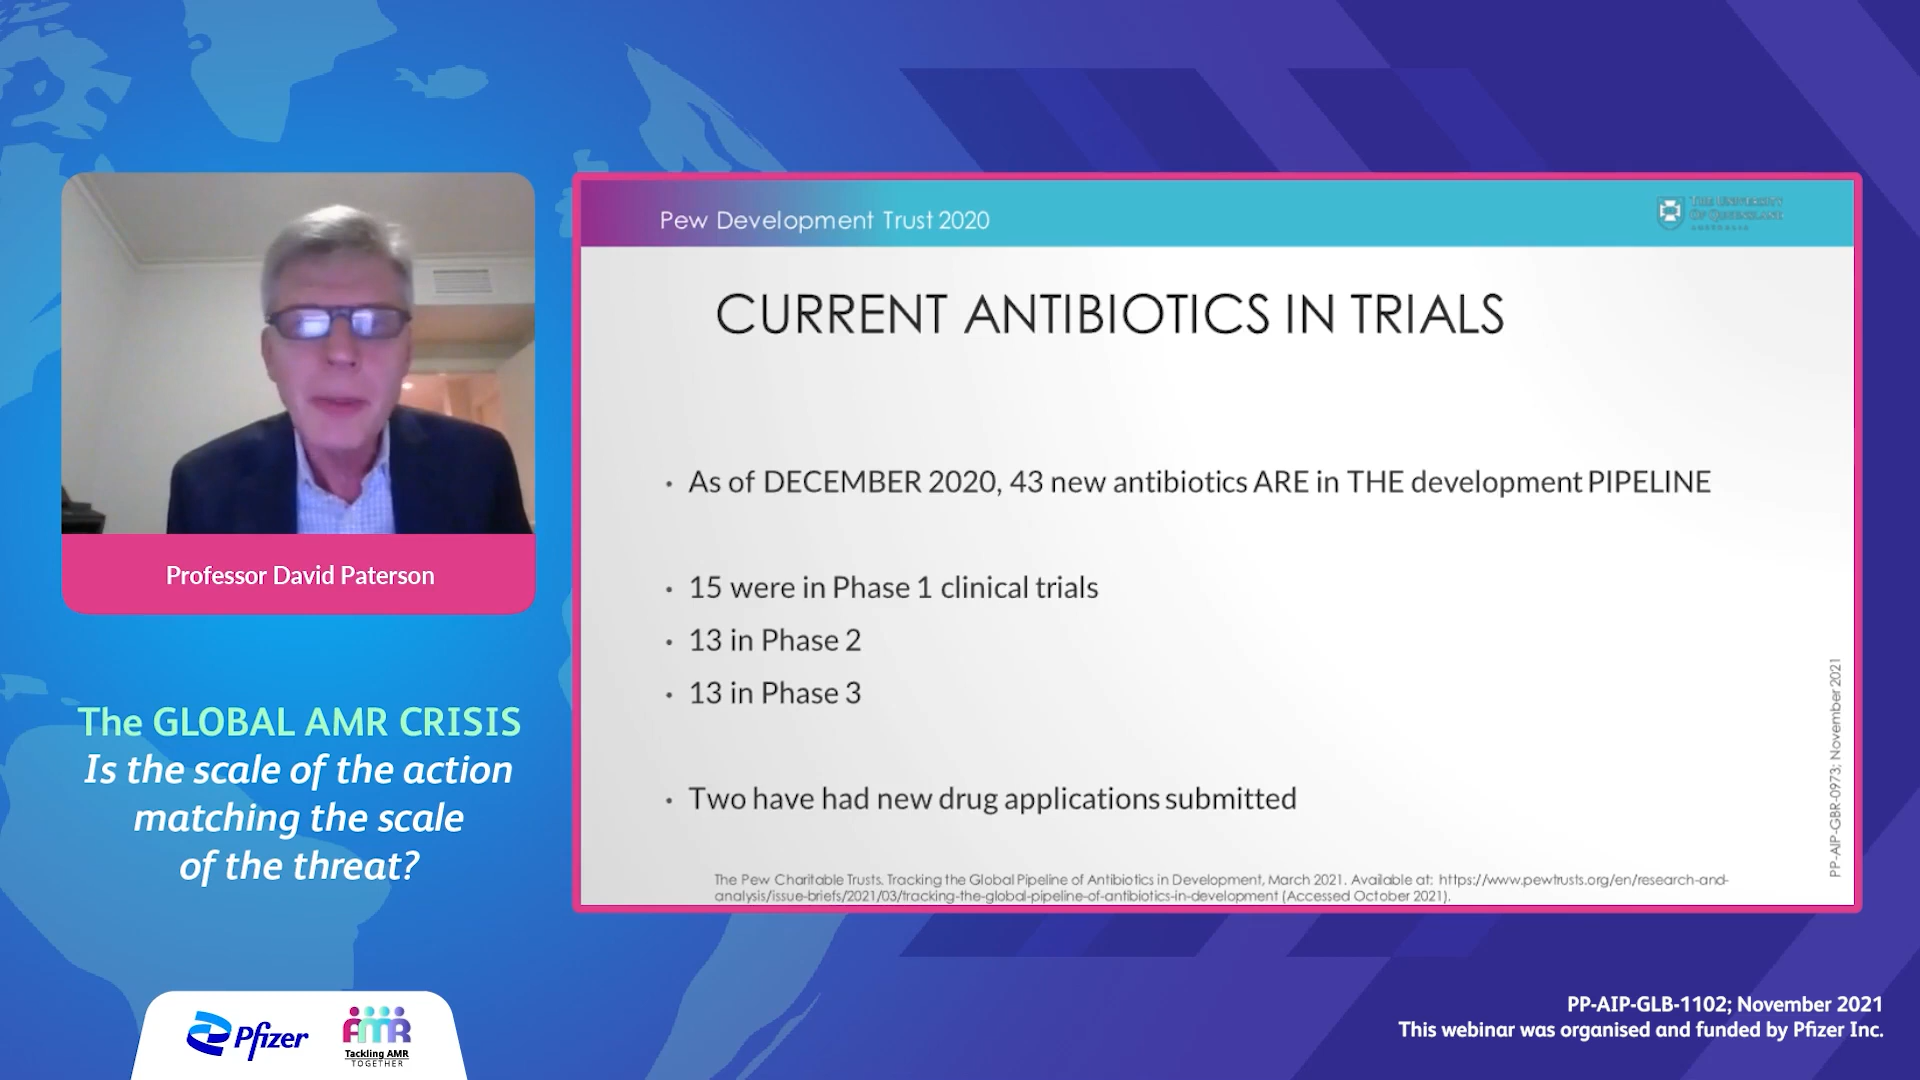 Professor David Paterson
The GLOBAL AMR CRISIS
Is the scale of the action
matching the scale
of the threat?
Pfizer
AMR
Tackling AMR
TOGETHER
Pew Development Trust 2020
THE UNIVERSITY
OF QUEENSLAND
AUSTRALIA
CURRENT ANTIBIOTICS IN TRIALS
• As of DECEMBER 2020, 43 new antibiotics ARE in THE development PIPELINE
• 15 were in Phase 1 clinical trials
• 13 in Phase 2
• 13 in Phase 3
• Two have had new drug applications submitted
The Pew Charitable Trusts. Tracking the Global Pipeline of Antibiotics in Development, March 2021. Available at: https://www.pewtrusts.org/en/research-and-
analysis/issue-briefs/2021/03/tracking-the-global-pipeline-of-antibiotics-in-development (Accessed October 2021).
PP-AIP-GBR-0973; November 2021
PP-AIP-GLB-1102; November 2021
This webinar was organised and funded by Pfizer Inc.